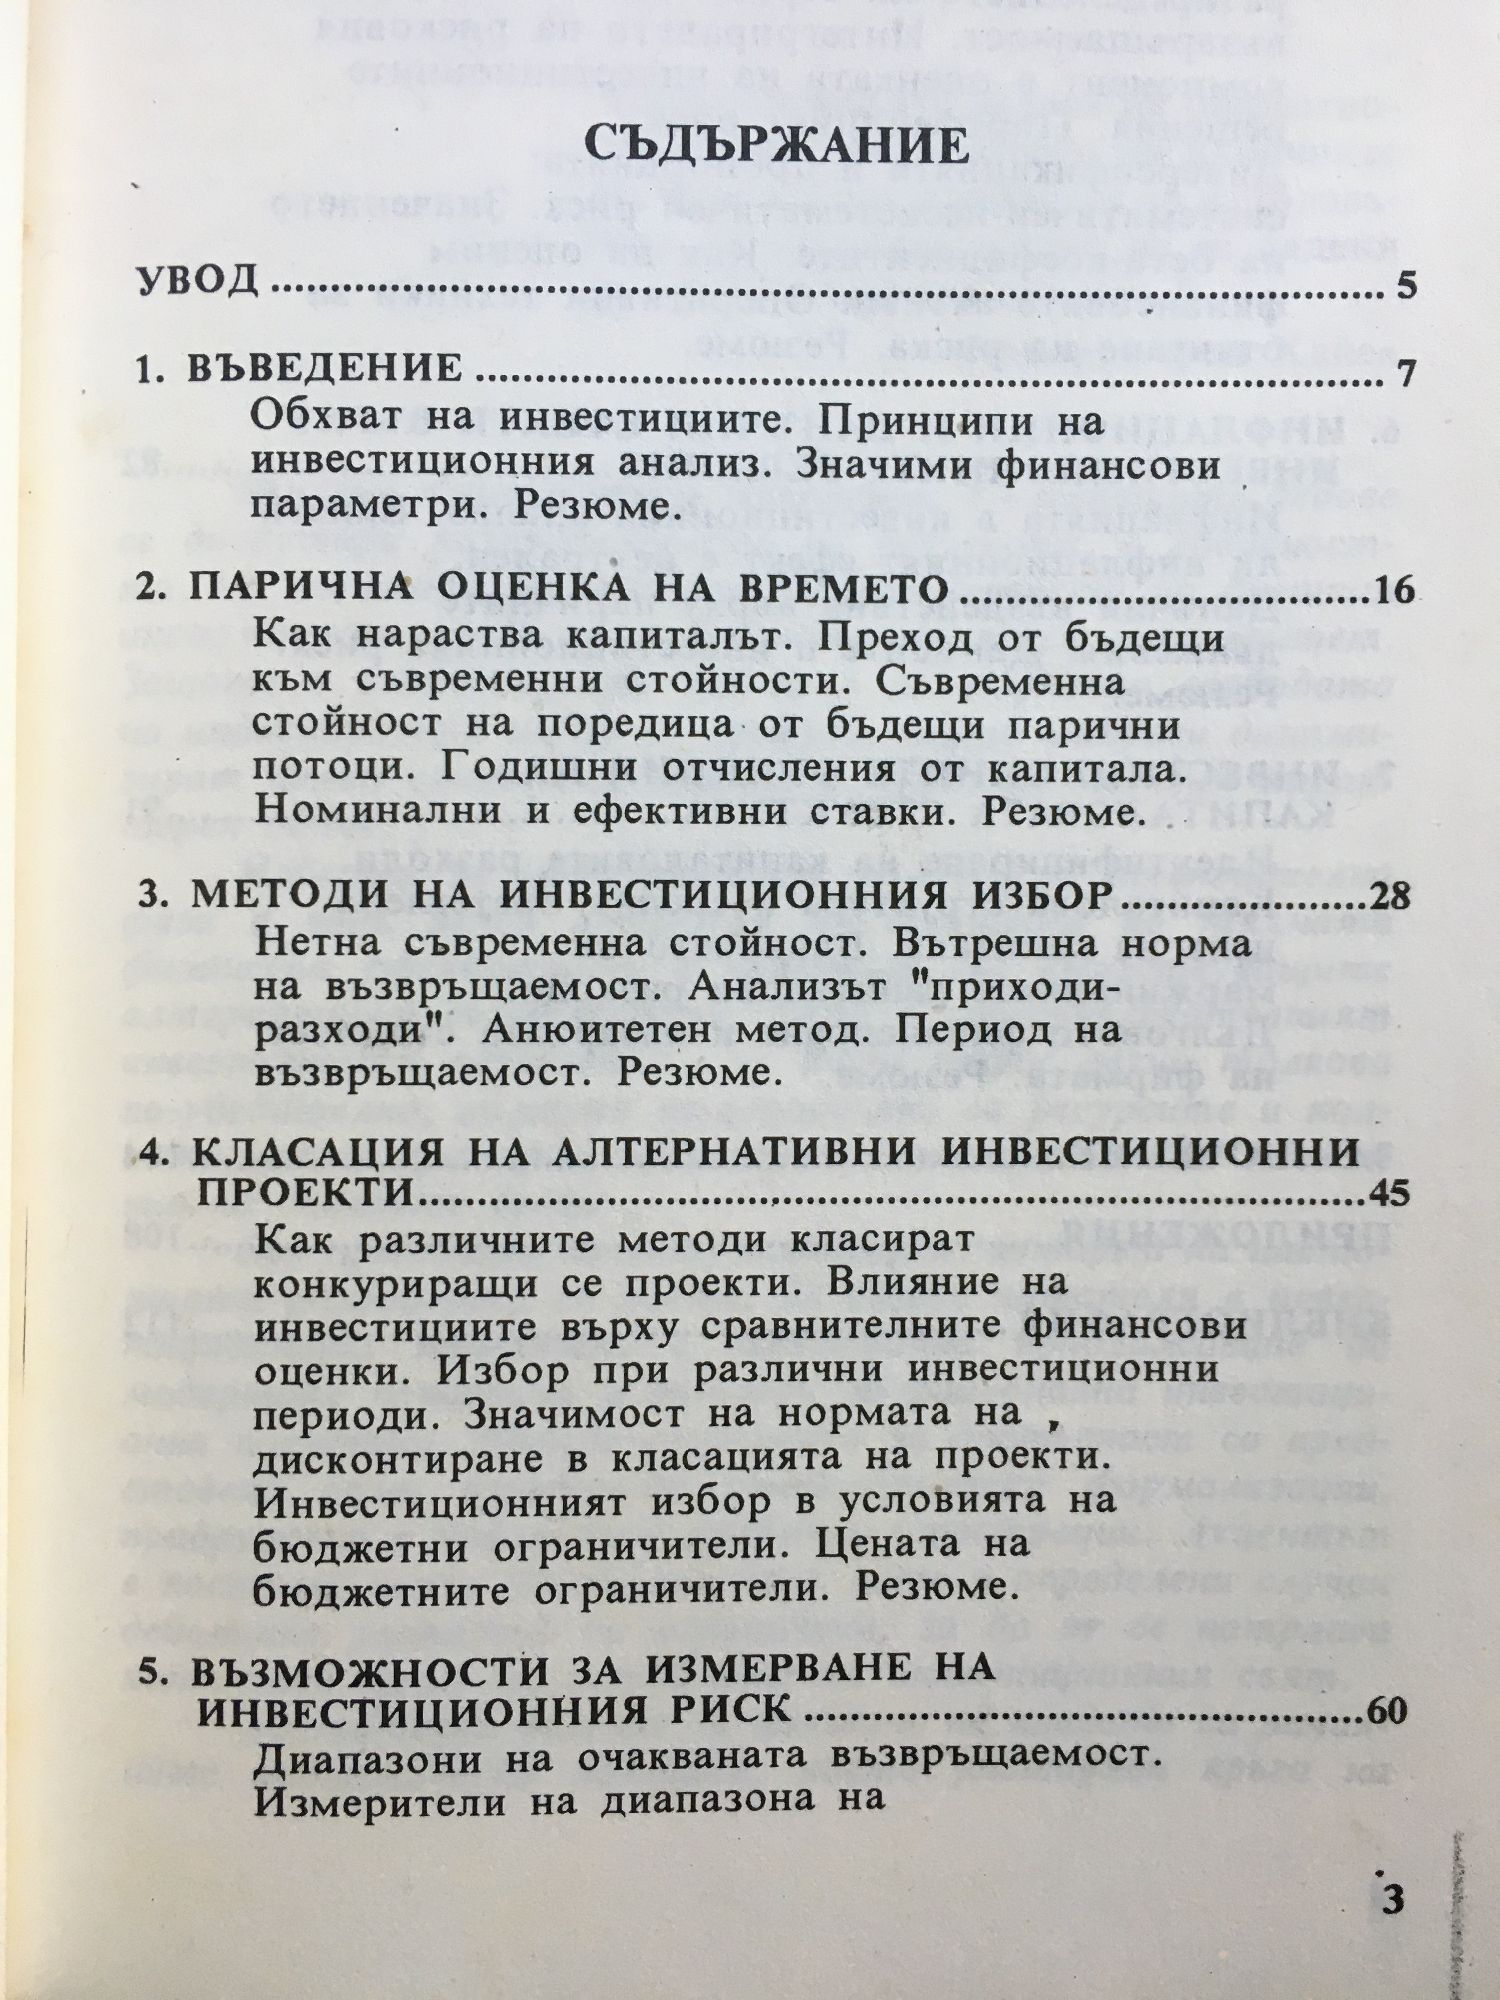 СЪДЪРЖАНИЕ
УВОД ........................................................................ 5
1. ВЪВЕДЕНИЕ ........................................................................ 7
Обхват на инвестициите. Принципи на
инвестиционния анализ. Значими финансови
параметри. Резюме.
2. ПАРИЧНА ОЦЕНКА НА ВРЕМЕТО ..................................16
Как нараства капиталът. Преход от бъдещи
към съвременни стойности. Съвременна
стойност на поредица от бъдещи парични
потоци. Годишни отчисления от капитала.
Номинални и ефективни ставки. Резюме.
3. МЕТОДИ НА ИНВЕСТИЦИОННИЯ ИЗБОР....................28
Нетна съвременна стойност. Вътрешна норма
на възвръщаемост. Анализът "приходи-
разходи". Анюитетен метод. Период на
възвръщаемост. Резюме.
4. КЛАСАЦИЯ НА АЛТЕРНАТИВНИ ИНВЕСТИЦИОННИ
ПРОЕКТИ........................................................................45
Как различните методи класират
конкуриращи се проекти. Влияние на
инвестициите върху сравнителните финансови
оценки. Избор при различни инвестиционни
периоди. Значимост на нормата на ,
дисконтиране в класацията на проекти.
Инвестиционният избор в условията на
бюджетни ограничители. Цената на
бюджетните ограничители. Резюме.
5. ВЪЗМОЖНОСТИ ЗА ИЗМЕРВАНЕ НА
ИНВЕСТИЦИОННИЯ РИСК ..............................................60
Диапазони на очакваната възвръщаемост.
Измерители на диапазона на
3